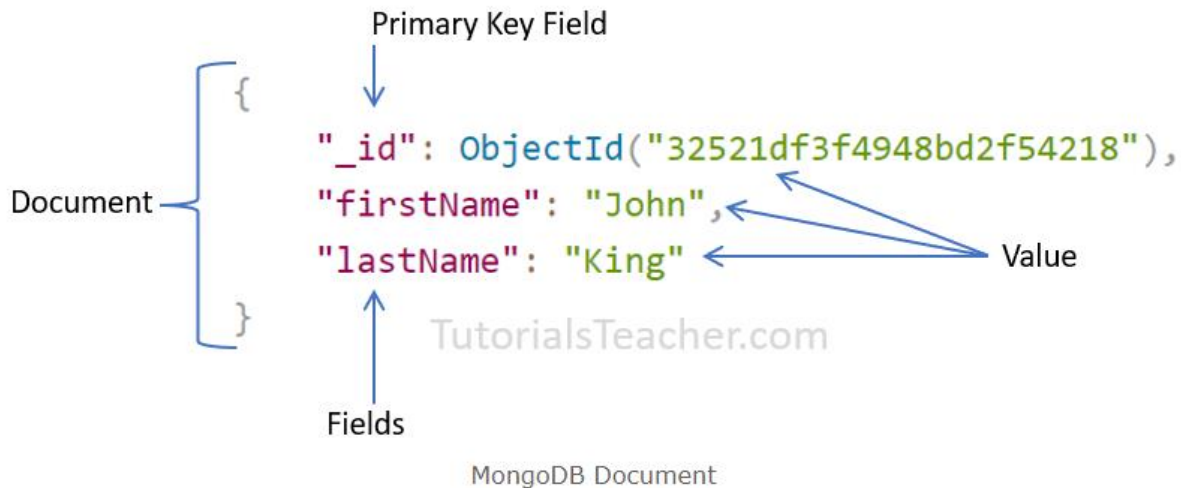 Primary Key Field
{
"_id": ObjectId("32521df3f4948bd2f54218"),
Document
"firstName": "John",
"lastName": "King"
Value
}
TutorialsTeacher.com
Fields
MongoDB Document